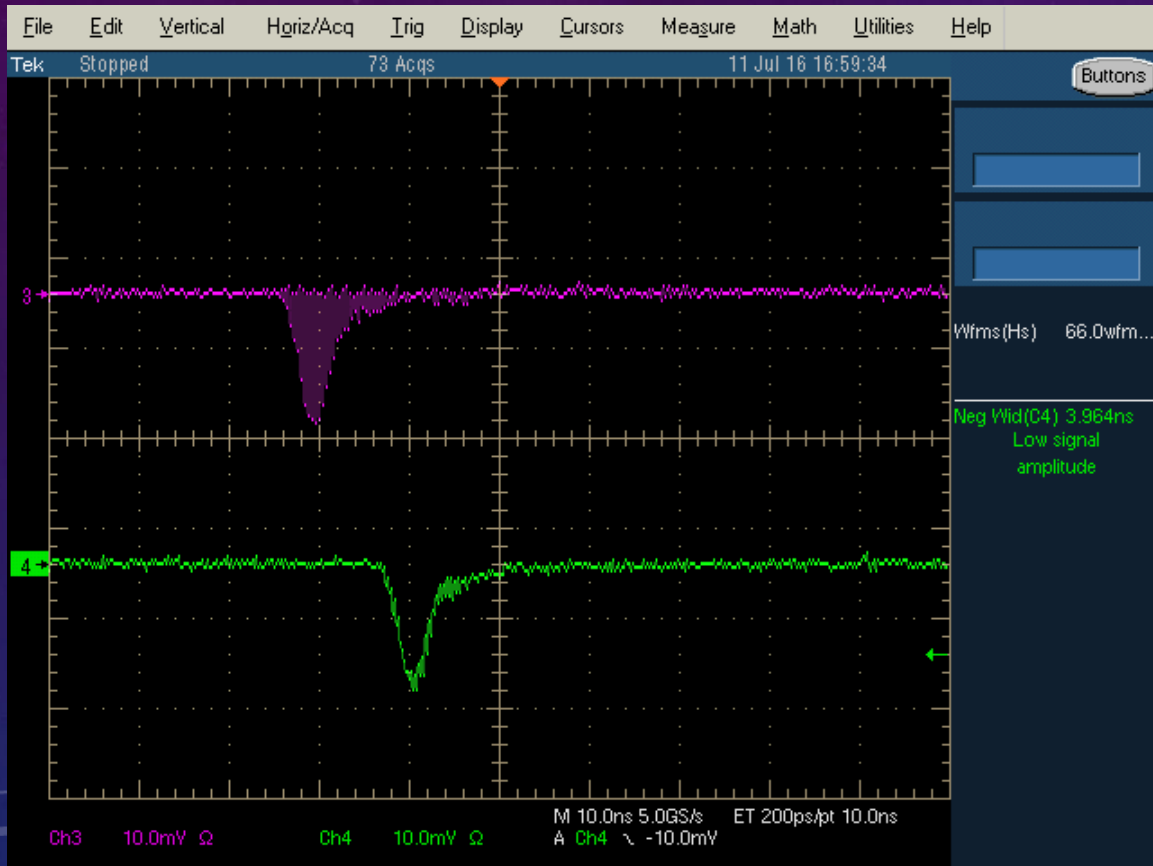 File Edit Vertical Horiz/Acq Trig Display Cursors Measure Math Utilities Help
Tek Stopped 73 Acqs 11 Jul 16 16:59:34
Buttons
3
Wfms(Hs) 66.0wfm...
Neg Wid(C4) 3.964ns
Low signal
amplitude
4
M 10.0ns 5.0GS/s ET 200ps/pt 10.0ns
Ch3 10.0mV Ω Ch4 10.0mV Ω A Ch4 ∖ -10.0mV